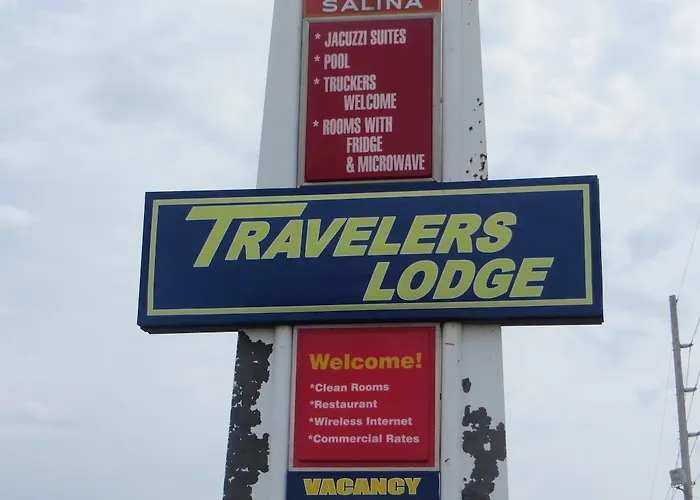 SALINA
* JACUZZI SUITES
* POOL
* TRUCKERS
WELCOME
* ROOMS WITH
FRIDGE
& MICROWAVE
TRAVELERS
LODGE
Welcome!
*Clean Rooms
*Restaurant
*Wireless Internet
*Commercial Rates
VACANCY